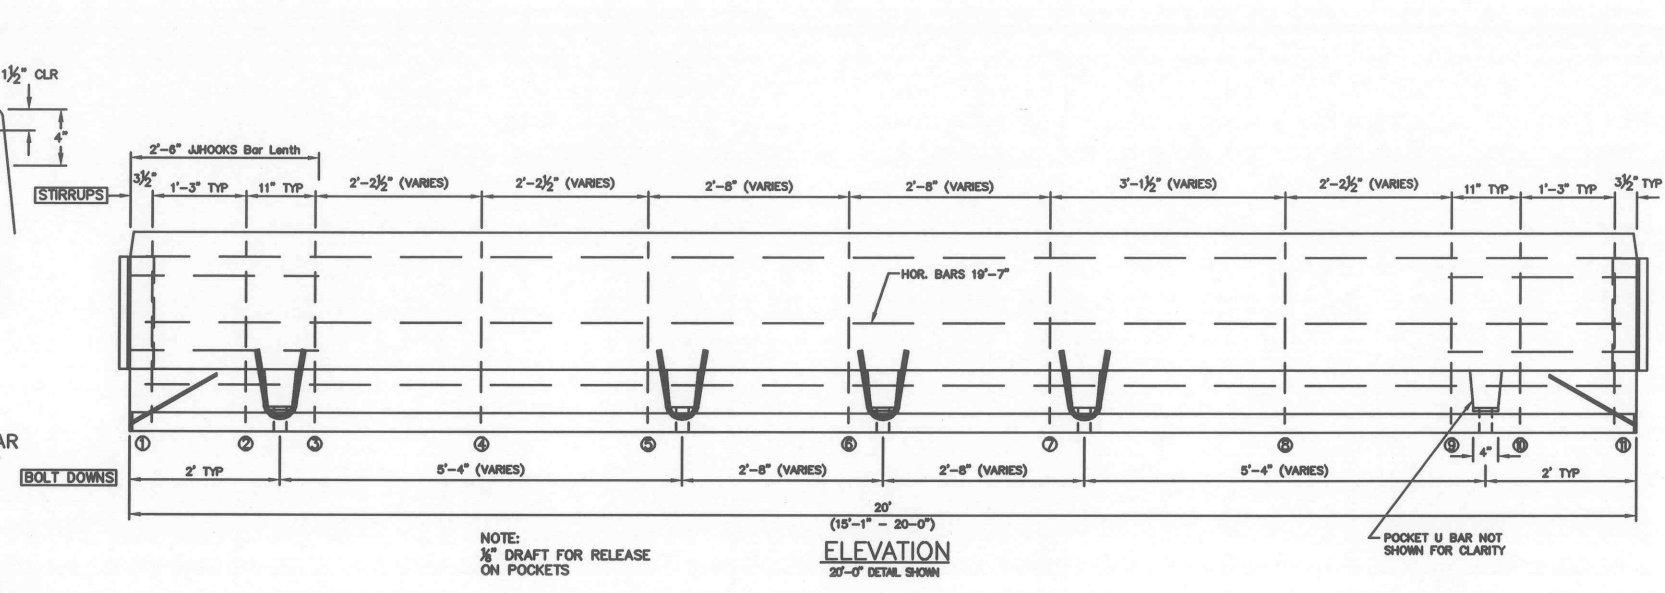 1½" CLR
4"
2'-6" JJHOOKS Bar Lenth
STIRRUPS
3½"
1'-3" TYP
11" TYP
2'-2½" (VARIES)
2'-2½" (VARIES)
2'-8" (VARIES)
2'-8" (VARIES)
3'-1½" (VARIES)
2'-2½" (VARIES)
11" TYP
1'-3" TYP
3½" TYP
HOR. BARS 19'-7"
AR
1
2
3
4
5
6
7
8
9
10
11
4"
BOLT DOWNS
2' TYP
5'-4" (VARIES)
2'-8" (VARIES)
2'-8" (VARIES)
5'-4" (VARIES)
2' TYP
20'
(15'-1" - 20-0")
NOTE:
⅛" DRAFT FOR RELEASE
ON POCKETS
ELEVATION
20'-0" DETAIL SHOWN
POCKET U BAR NOT
SHOWN FOR CLARITY